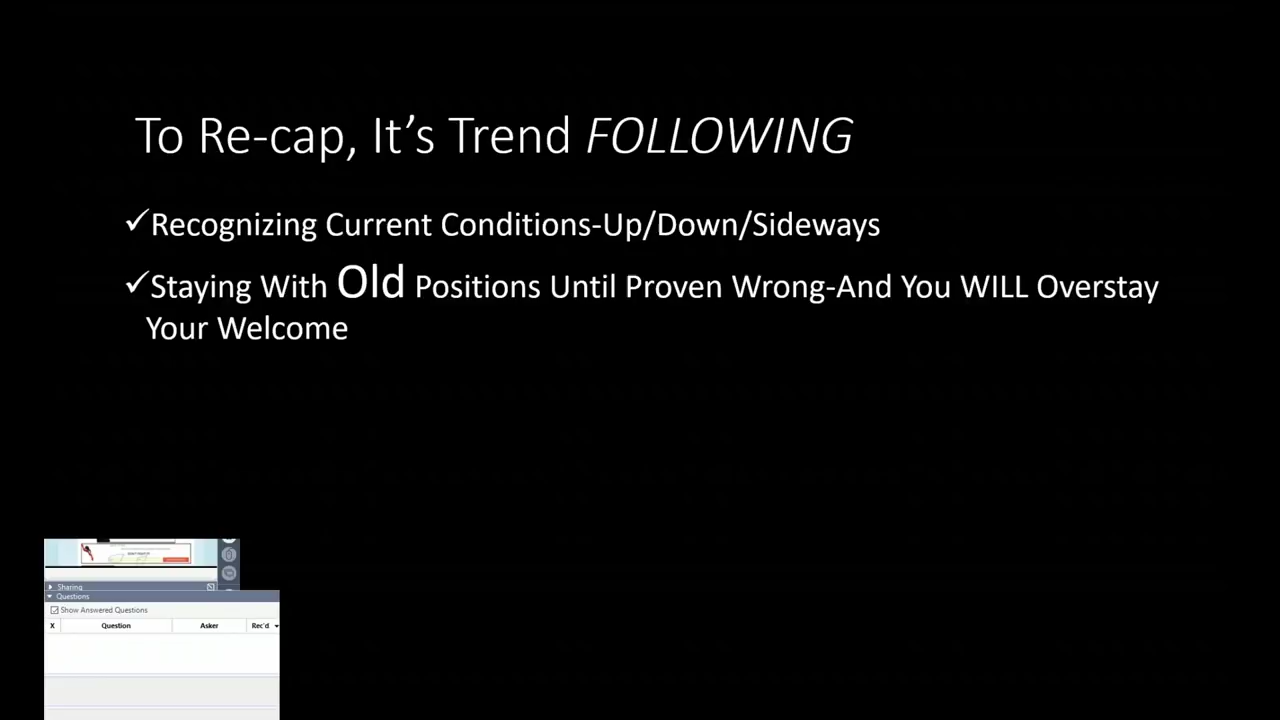 To Re-cap, It’s Trend FOLLOWING
✓Recognizing Current Conditions-Up/Down/Sideways
✓Staying With Old Positions Until Proven Wrong-And You WILL Overstay
Your Welcome
Sharing
Questions
Show Answered Questions
X Question Asker Rec'd